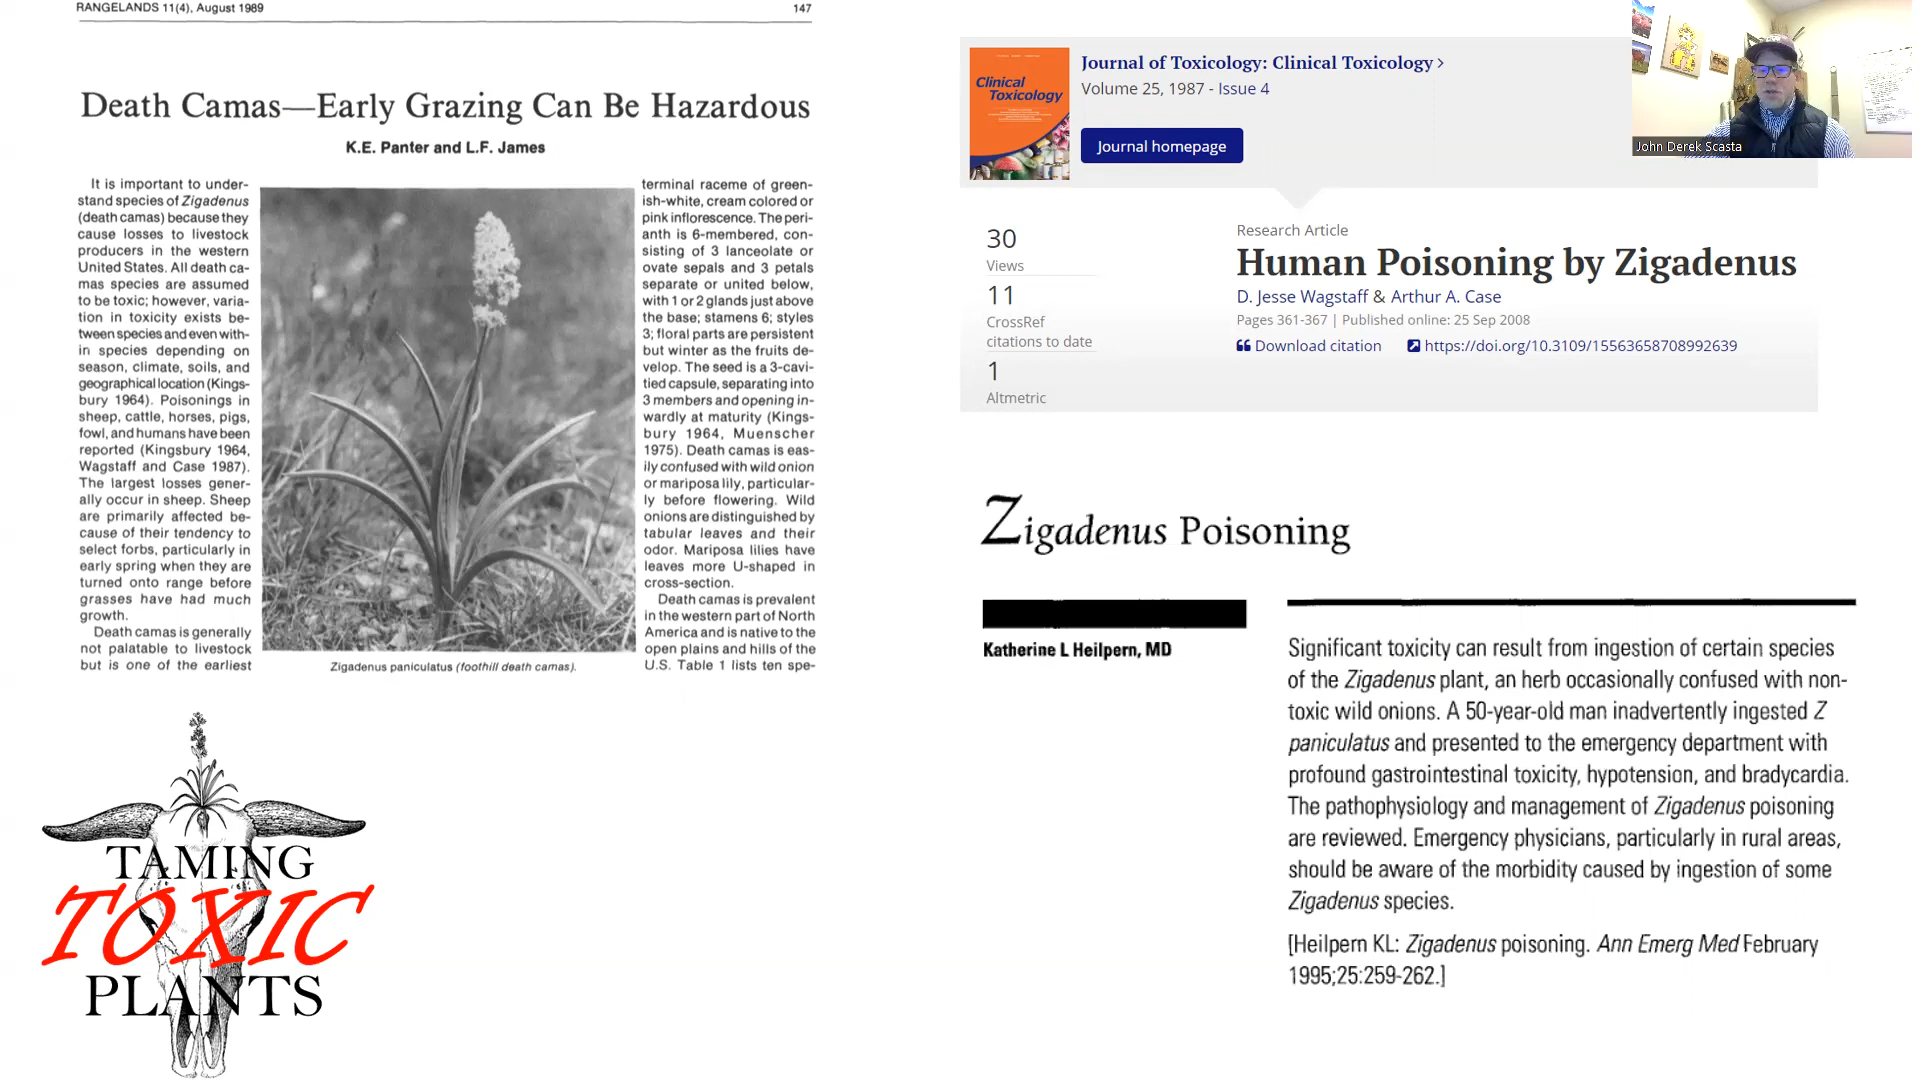 RANGELANDS 11(4), August 1989
147
Death Camas—Early Grazing Can Be Hazardous
K.E. Panter and L.F. James
It is important to under-
stand species of Zigadenus
(death camas) because they
cause losses to livestock
producers in the western
United States. All death ca-
mas species are assumed
to be toxic; however, varia-
tion in toxicity exists be-
tween species and even with-
in species depending on
season, climate, soils, and
geographical location (Kings-
bury 1964). Poisonings in
sheep, cattle, horses, pigs,
fowl, and humans have been
reported (Kingsbury 1964,
Wagstaff and Case 1987).
The largest losses gener-
ally occur in sheep. Sheep
are primarily affected be-
cause of their tendency to
select forbs, particularly in
early spring when they are
turned onto range before
grasses have had much
growth.
Death camas is generally
not palatable to livestock
but is one of the earliest
Zigadenus paniculatus (foothill death camas).
terminal raceme of green-
ish-white, cream colored or
pink inflorescence. The peri-
anth is 6-membered, con-
sisting of 3 lanceolate or
ovate sepals and 3 petals
separate or united below,
with 1 or 2 glands just above
the base; stamens 6; styles
3; floral parts are persistent
but winter as the fruits de-
velop. The seed is a 3-cavi-
tied capsule, separating into
3 members and opening in-
wardly at maturity (Kings-
bury 1964, Muenscher
1975). Death camas is eas-
ily confused with wild onion
or mariposa lily, particular-
ly before flowering. Wild
onions are distinguished by
tabular leaves and their
odor. Mariposa lilies have
leaves more U-shaped in
cross-section.
Death camas is prevalent
in the western part of North
America and is native to the
open plains and hills of the
U.S. Table 1 lists ten spe-
TAMING
TOXIC
PLANTS
Clinical
Toxicology
Journal of Toxicology: Clinical Toxicology >
Volume 25, 1987 - Issue 4
Journal homepage
John Derek Scasta
30
Views
11
CrossRef
citations to date
1
Altmetric
Research Article
Human Poisoning by Zigadenus
D. Jesse Wagstaff & Arthur A. Case
Pages 361-367 | Published online: 25 Sep 2008
Download citation
https://doi.org/10.3109/15563658708992639
Zigadenus Poisoning
Katherine L Heilpern, MD
Significant toxicity can result from ingestion of certain species
of the Zigadenus plant, an herb occasionally confused with non-
toxic wild onions. A 50-year-old man inadvertently ingested Z
paniculatus and presented to the emergency department with
profound gastrointestinal toxicity, hypotension, and bradycardia.
The pathophysiology and management of Zigadenus poisoning
are reviewed. Emergency physicians, particularly in rural areas,
should be aware of the morbidity caused by ingestion of some
Zigadenus species.
[Heilpern KL: Zigadenus poisoning. Ann Emerg Med February
1995;25:259-262.]